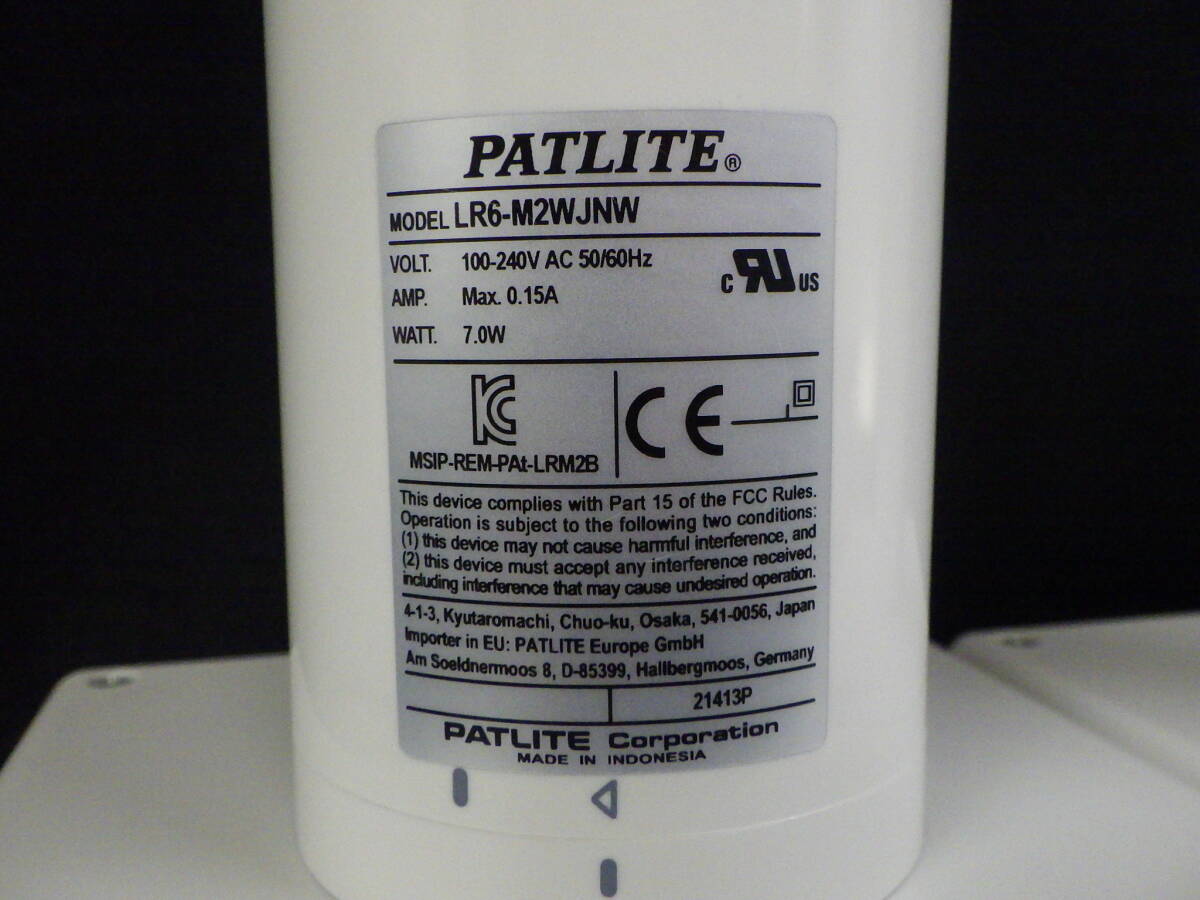 PATLITE®
MODEL LR6-M2WJNW
VOLT. 100-240V AC 50/60Hz
AMP. Max. 0.15A
WATT. 7.0W
C RU US
KC
MSIP-REM-PAt-LRM2B
CE
This device complies with Part 15 of the FCC Rules.
Operation is subject to the following two conditions:
(1) this device may not cause harmful interference, and
(2) this device must accept any interference received,
including interference that may cause undesired operation.
4-1-3, Kyutaromachi, Chuo-ku, Osaka, 541-0056, Japan
Importer in EU: PATLITE Europe GmbH
Am Soeldnermoos 8, D-85399, Hallbergmoos, Germany
21413P
PATLITE Corporation
MADE IN INDONESIA